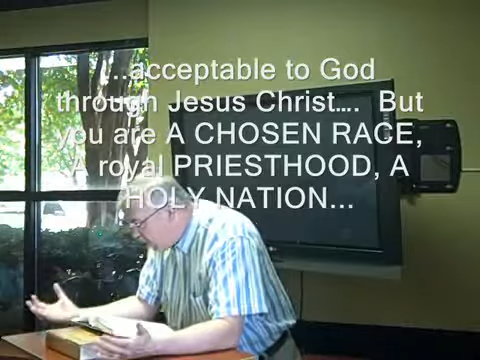 ...acceptable to God
through Jesus Christ.... But
you are A CHOSEN RACE,
A royal PRIESTHOOD, A
HOLY NATION...